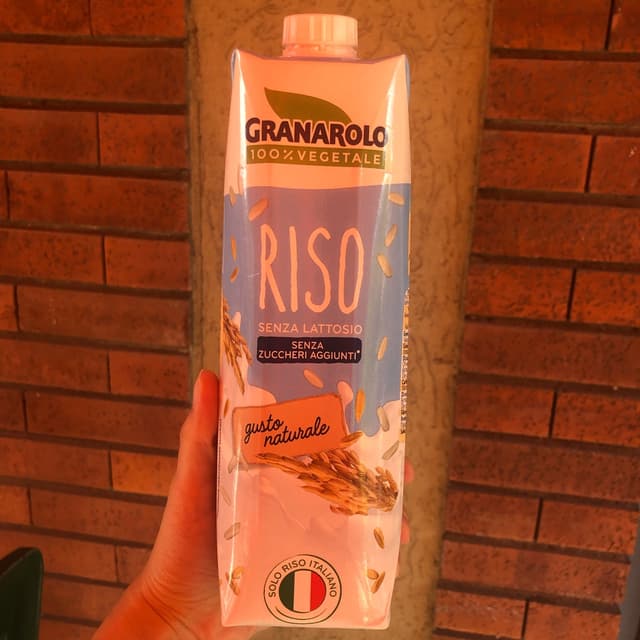 GRANAROLO
100% VEGETALE
RISO
SENZA LATTOSIO
SENZA
ZUCCHERI AGGIUNTI*
gusto
naturale
SOLO RISO ITALIANO